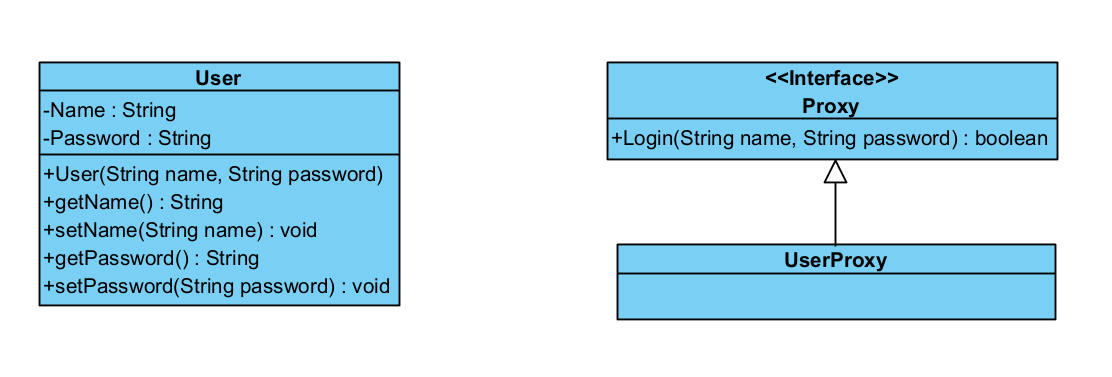 User
-Name : String
-Password : String
+User(String name, String password)
+getName() : String
+setName(String name) : void
+getPassword() : String
+setPassword(String password) : void
<<Interface>>
Proxy
+Login(String name, String password) : boolean
UserProxy